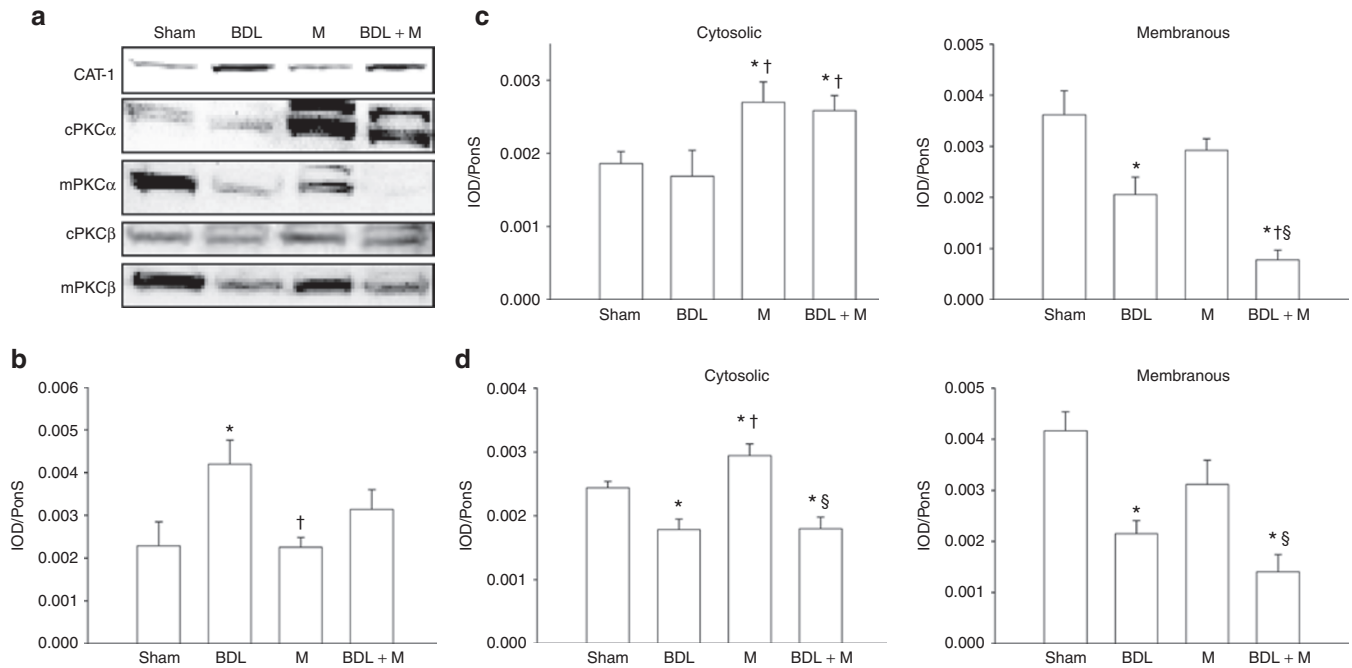 a
Sham BDL M BDL + M
CAT-1
cPKCα
mPKCα
cPKCβ
mPKCβ
b
0.006
0.005
0.004
0.003
0.002
0.001
0.000
IOD/PonS
*
†
Sham BDL M BDL + M
c
Cytosolic
0.003
0.002
0.001
0.000
IOD/PonS
* †
* †
Sham BDL M BDL + M
Membranous
0.005
0.004
0.003
0.002
0.001
0.000
IOD/PonS
*
* † §
Sham BDL M BDL + M
d
Cytosolic
0.004
0.003
0.002
0.001
0.000
IOD/PonS
*
* †
* §
Sham BDL M BDL + M
Membranous
0.005
0.004
0.003
0.002
0.001
0.000
IOD/PonS
*
* §
Sham BDL M BDL + M